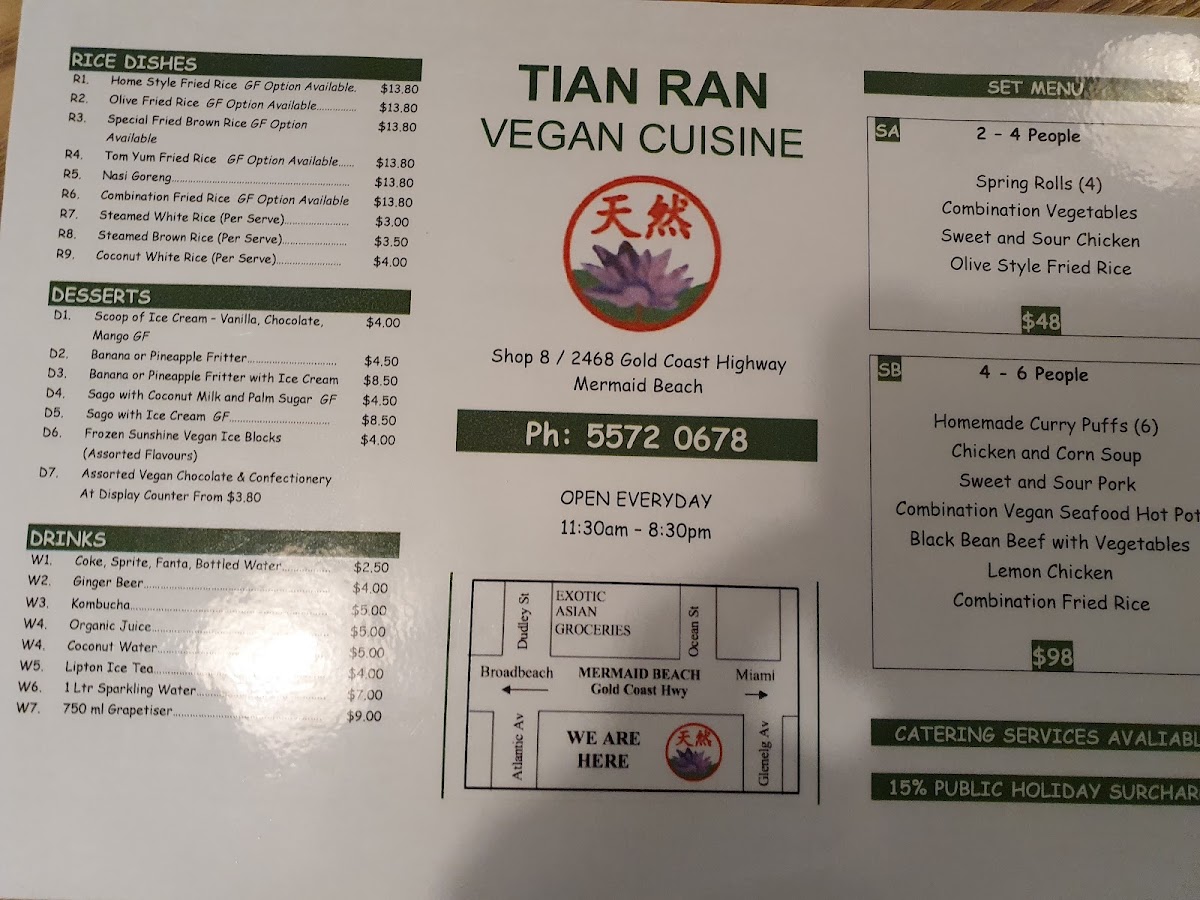 RICE DISHES
R1. Home Style Fried Rice GF Option Available. $13.80
R2. Olive Fried Rice GF Option Available................ $13.80
R3. Special Fried Brown Rice GF Option $13.80
Available
R4. Tom Yum Fried Rice GF Option Available...... $13.80
R5. Nasi Goreng................................................ $13.80
R6. Combination Fried Rice GF Option Available $13.80
R7. Steamed White Rice (Per Serve)........................ $3.00
R8. Steamed Brown Rice (Per Serve)........................ $3.50
R9. Coconut White Rice (Per Serve)........................ $4.00
DESSERTS
D1. Scoop of Ice Cream - Vanilla, Chocolate, $4.00
Mango GF
D2. Banana or Pineapple Fritter........................ $4.50
D3. Banana or Pineapple Fritter with Ice Cream $8.50
D4. Sago with Coconut Milk and Palm Sugar GF $4.50
D5. Sago with Ice Cream GF........................ $8.50
D6. Frozen Sunshine Vegan Ice Blocks $4.00
(Assorted Flavours)
D7. Assorted Vegan Chocolate & Confectionery
At Display Counter From $3.80
DRINKS
W1. Coke, Sprite, Fanta, Bottled Water................ $2.50
W2. Ginger Beer................................................ $4.00
W3. Kombucha................................................ $5.00
W4. Organic Juice................................................ $5.00
W4. Coconut Water................................................ $5.00
W5. Lipton Ice Tea................................................ $4.00
W6. 1 Ltr Sparkling Water................................ $7.00
W7. 750 ml Grapetiser................................ $9.00
TIAN RAN
VEGAN CUISINE
天然
Shop 8 / 2468 Gold Coast Highway
Mermaid Beach
Ph: 5572 0678
OPEN EVERYDAY
11:30am - 8:30pm
Dudley St
EXOTIC
ASIAN
GROCERIES
Ocean St
Broadbeach
MERMAID BEACH
Gold Coast Hwy
Miami
Atlantic Av
WE ARE
HERE
天然
Glenelg Av
SET MENU
SA 2 - 4 People
Spring Rolls (4)
Combination Vegetables
Sweet and Sour Chicken
Olive Style Fried Rice
$48
SB 4 - 6 People
Homemade Curry Puffs (6)
Chicken and Corn Soup
Sweet and Sour Pork
Combination Vegan Seafood Hot Pot
Black Bean Beef with Vegetables
Lemon Chicken
Combination Fried Rice
$98
CATERING SERVICES AVALIABL
15% PUBLIC HOLIDAY SURCHAR